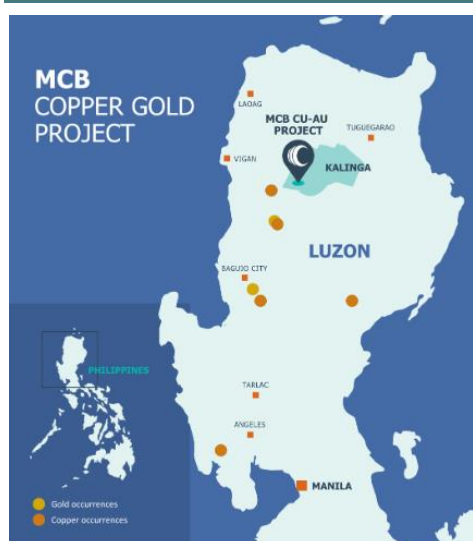 MCB
COPPER GOLD
PROJECT
LAOAG
MCB CU-AU
PROJECT
TUGUEGARAO
VIGAN
KALINGA
LUZON
BAGUIO CITY
PHILIPPINES
TARLAC
ANGELES
MANILA
Gold occurrences
Copper occurrences